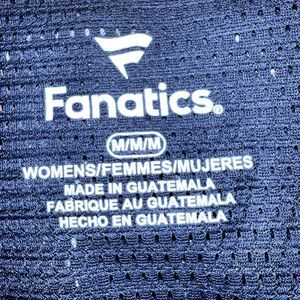 Fanatics®
M/M/M
WOMENS/FEMMES/MUJERES
MADE IN GUATEMALA
FABRIQUE AU GUATEMALA
HECHO EN GUATEMALA